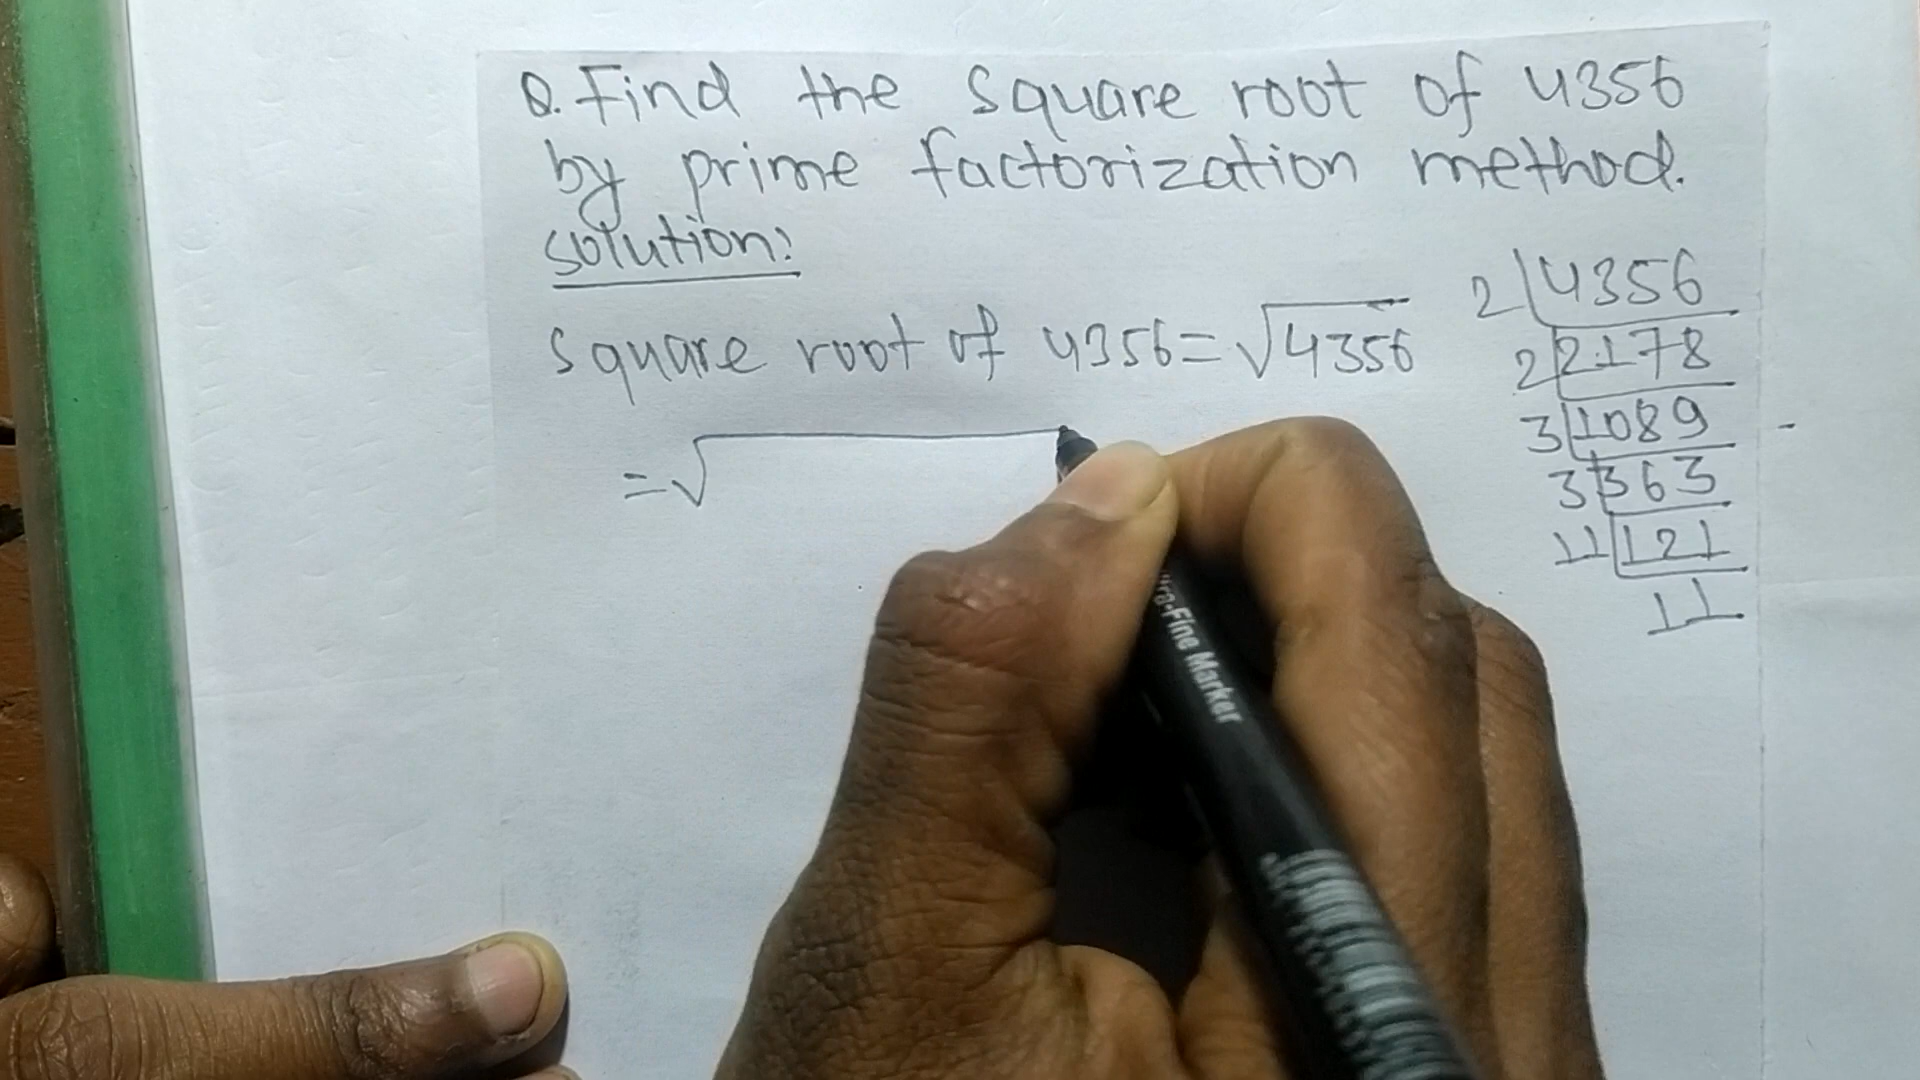 Q. Find the square root of 4356
by prime factorization method.
solution:
square root of 4356 = √4356
= √
2 4356
2 2178
3 1089
3 363
11 121
11
ra-Fine Marker